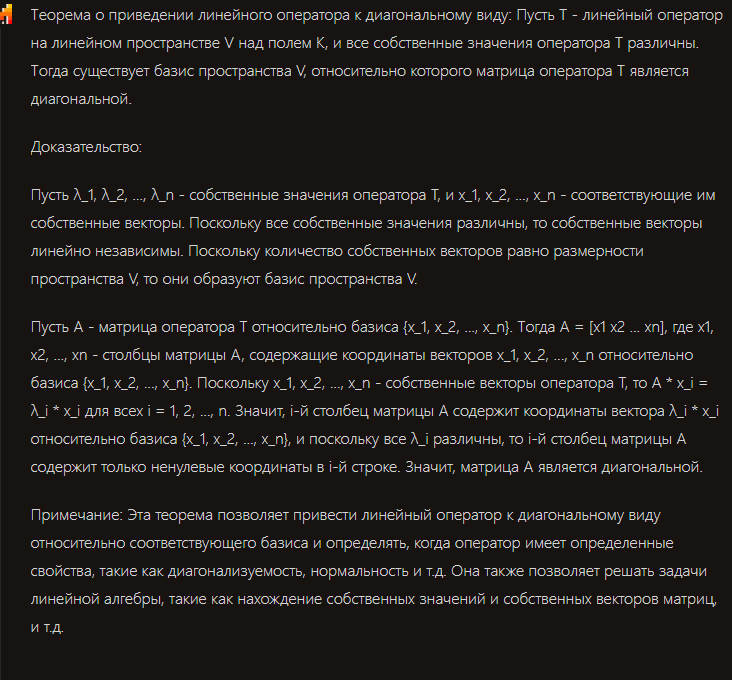 Теорема о приведении линейного оператора к диагональному виду: Пусть T - линейный оператор
на линейном пространстве V над полем K, и все собственные значения оператора T различны.
Тогда существует базис пространства V, относительно которого матрица оператора T является
диагональной.
Доказательство:
Пусть λ_1, λ_2, ..., λ_n - собственные значения оператора T, и x_1, x_2, ..., x_n - соответствующие им
собственные векторы. Поскольку все собственные значения различны, то собственные векторы
линейно независимы. Поскольку количество собственных векторов равно размерности
пространства V, то они образуют базис пространства V.
Пусть A - матрица оператора T относительно базиса {x_1, x_2, ..., x_n}. Тогда A = [x1 x2 ... xn], где x1,
x2, ..., xn - столбцы матрицы A, содержащие координаты векторов x_1, x_2, ..., x_n относительно
базиса {x_1, x_2, ..., x_n}. Поскольку x_1, x_2, ..., x_n - собственные векторы оператора T, то A * x_i =
λ_i * x_i для всех i = 1, 2, ..., n. Значит, i-й столбец матрицы A содержит координаты вектора λ_i * x_i
относительно базиса {x_1, x_2, ..., x_n}, и поскольку все λ_i различны, то i-й столбец матрицы A
содержит только ненулевые координаты в i-й строке. Значит, матрица A является диагональной.
Примечание: Эта теорема позволяет привести линейный оператор к диагональному виду
относительно соответствующего базиса и определять, когда оператор имеет определенные
свойства, такие как диагонализуемость, нормальность и т.д. Она также позволяет решать задачи
линейной алгебры, такие как нахождение собственных значений и собственных векторов матриц,
и т.д.